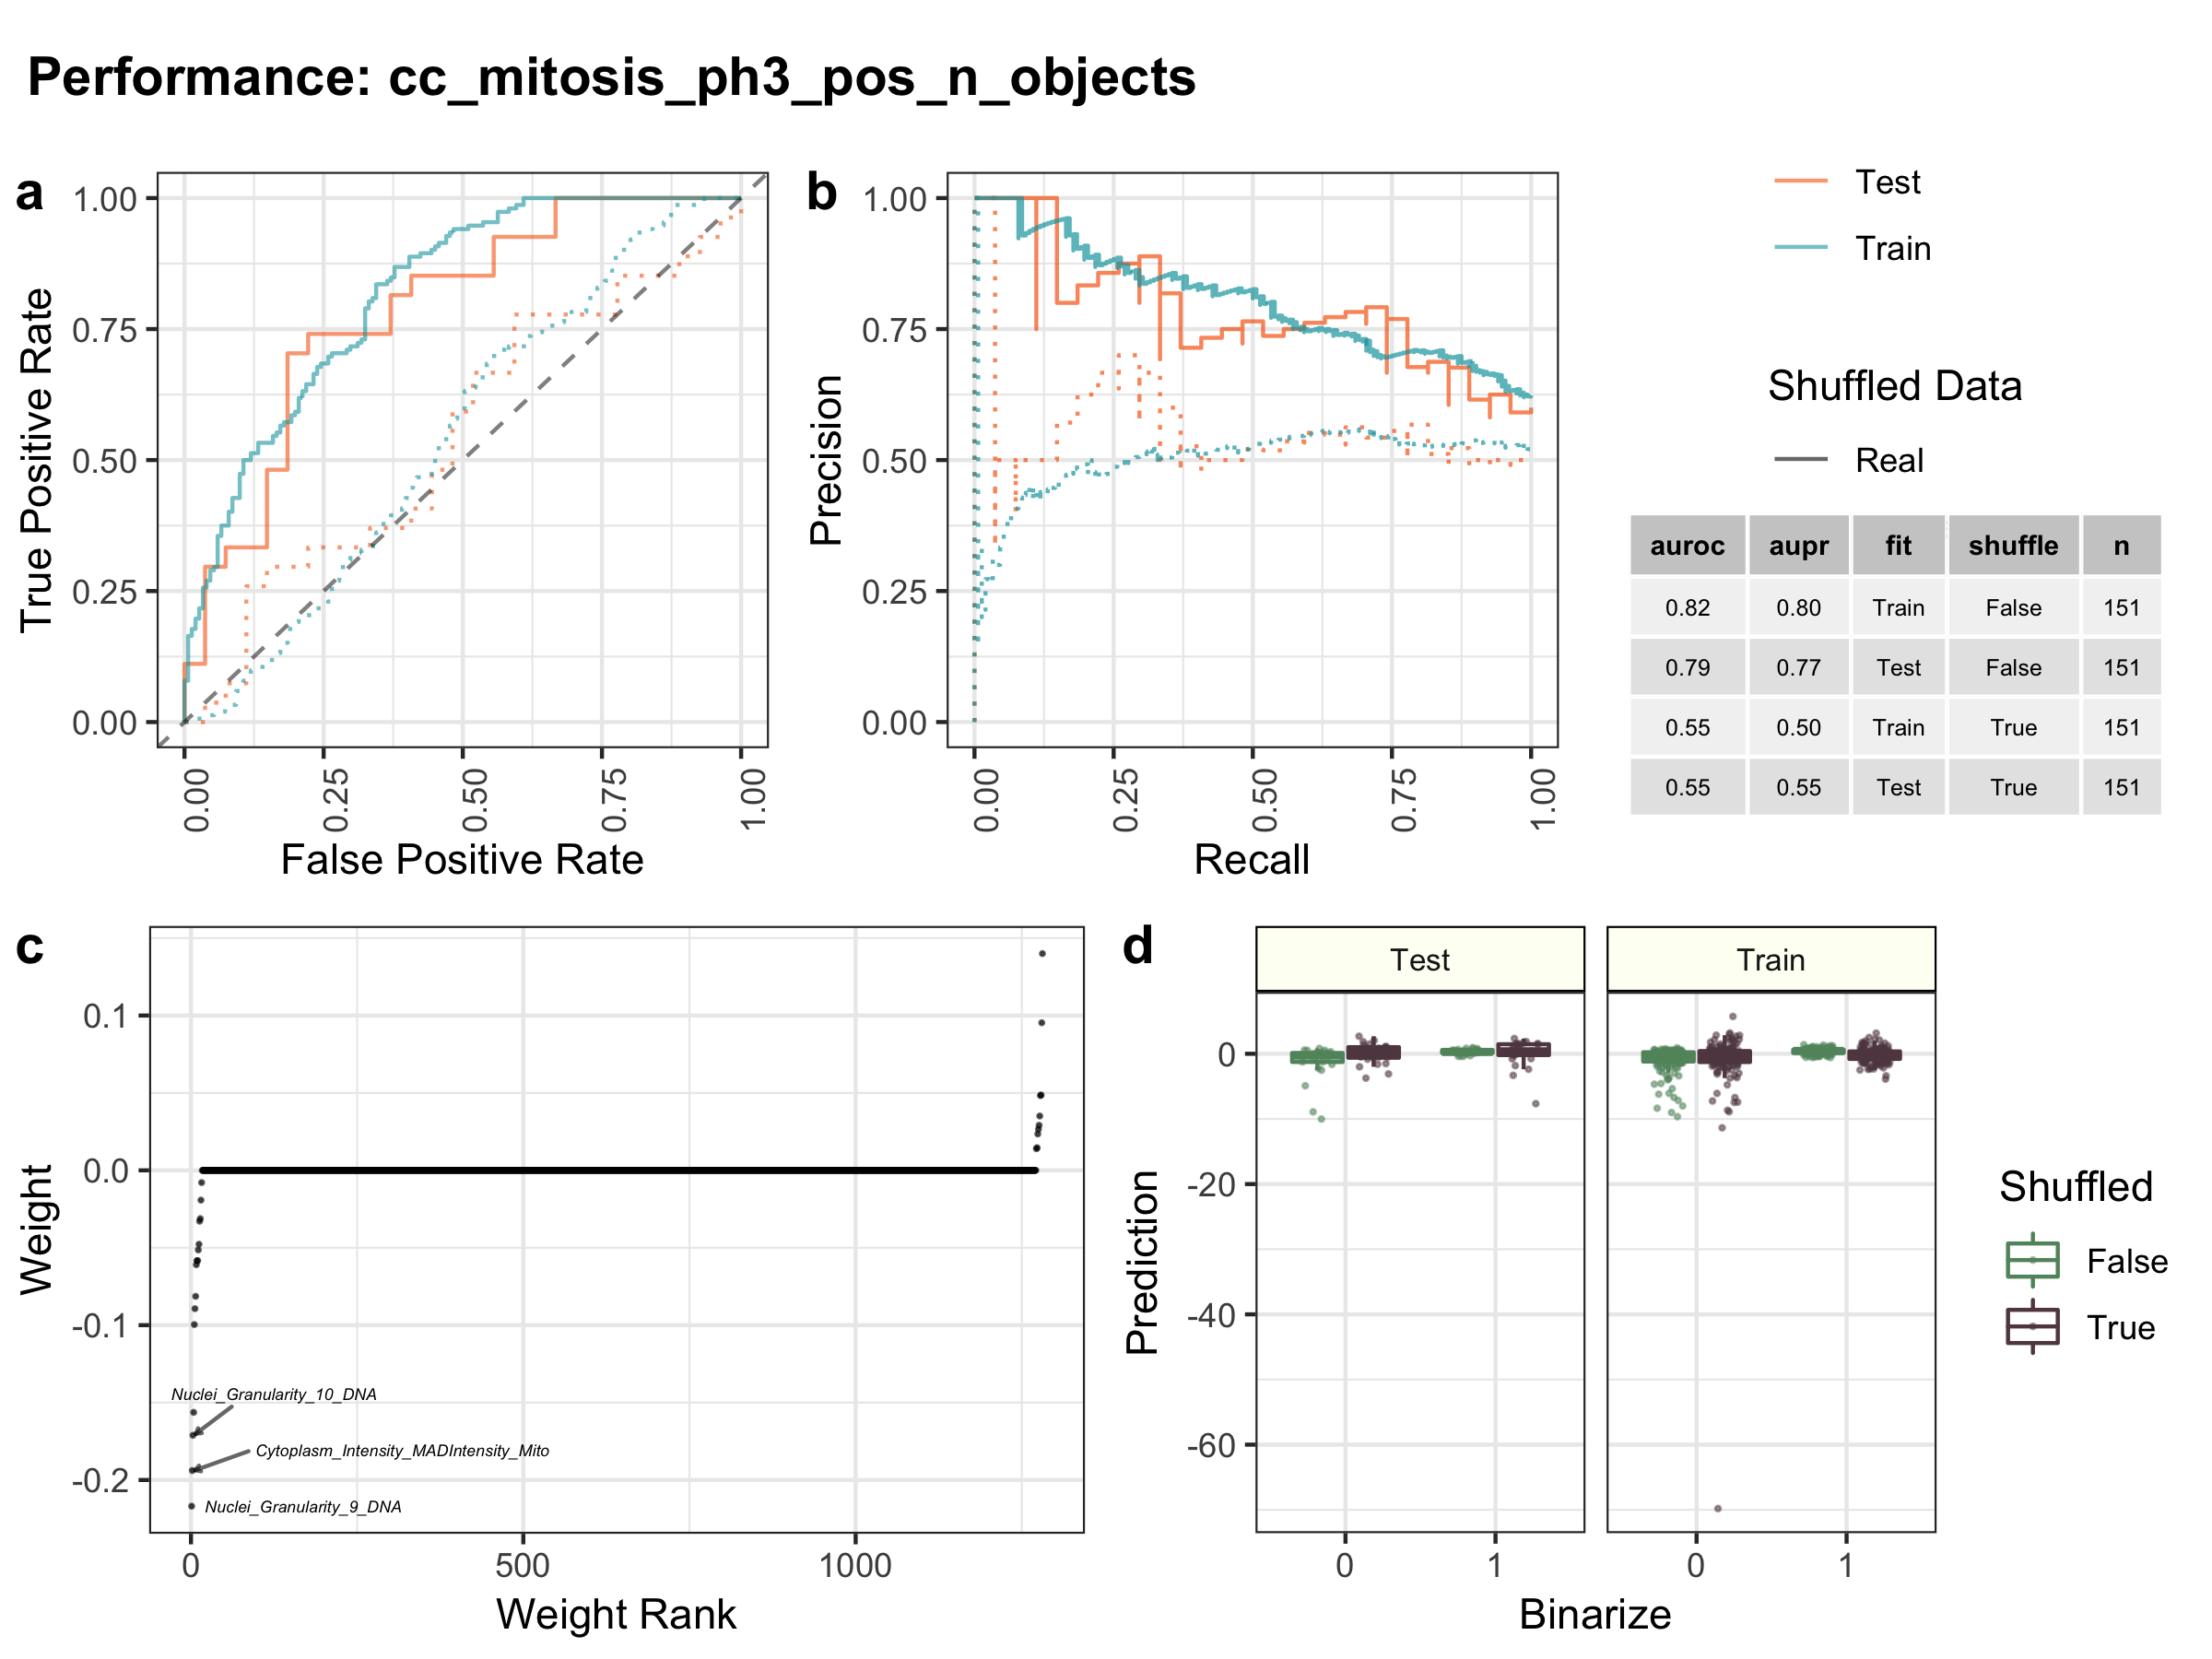 Performance: cc_mitosis_ph3_pos_n_objects
a
1.00
0.75
0.50
0.25
0.00
True Positive Rate
0.00
0.25
0.50
0.75
1.00
False Positive Rate
b
1.00
0.75
0.50
0.25
0.00
Precision
0.00
0.25
0.50
0.75
1.00
Recall
Test
Train
Shuffled Data
Real
auroc aupr fit shuffle n
0.82 0.80 Train False 151
0.79 0.77 Test False 151
0.55 0.50 Train True 151
0.55 0.55 Test True 151
c
0.1
0.0
-0.1
-0.2
Weight
Nuclei_Granularity_10_DNA
Cytoplasm_Intensity_MADIntensity_Mito
Nuclei_Granularity_9_DNA
0 500 1000
Weight Rank
d
Test Train
0
-20
-40
-60
Prediction
0 1 0 1
Binarize
Shuffled
False
True